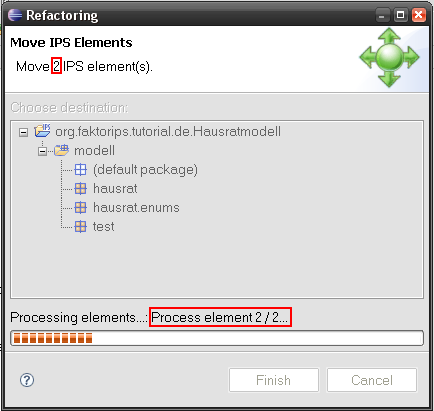 Refactoring
Move IPS Elements
Move 2 IPS element(s).
Choose destination:
org.faktorips.tutorial.de.Hausratmodell
modell
(default package)
hausrat
hausrat.enums
test
Processing elements...: Process element 2 / 2...
Finish Cancel